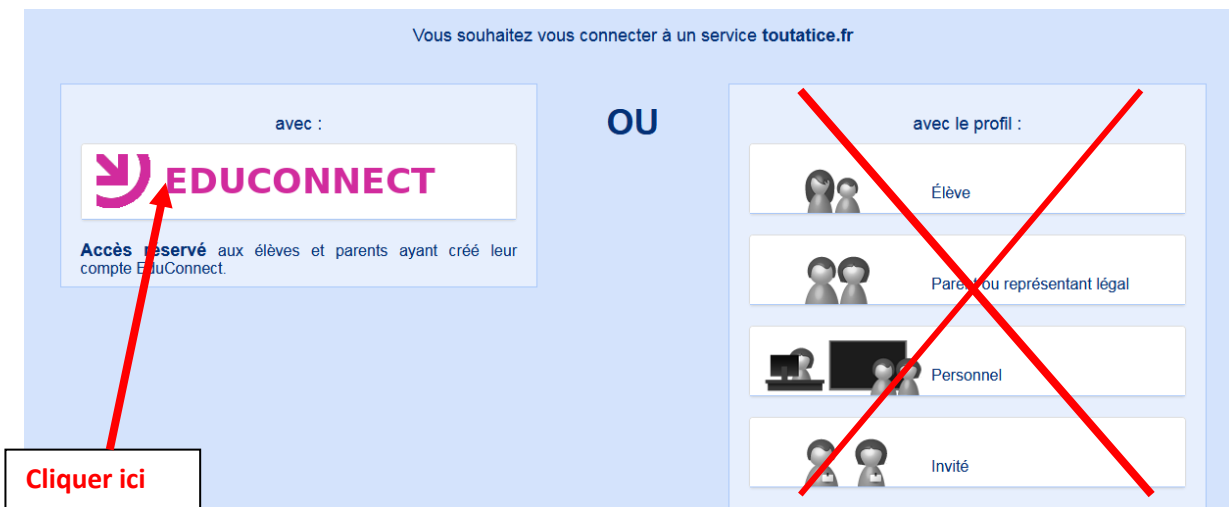 Vous souhaitez vous connecter à un service toutatice.fr
avec :
EDUCONNECT
Accès réservé aux élèves et parents ayant créé leur
compte EduConnect.
OU
avec le profil :
Élève
Parent ou représentant légal
Personnel
Invité
Cliquer ici